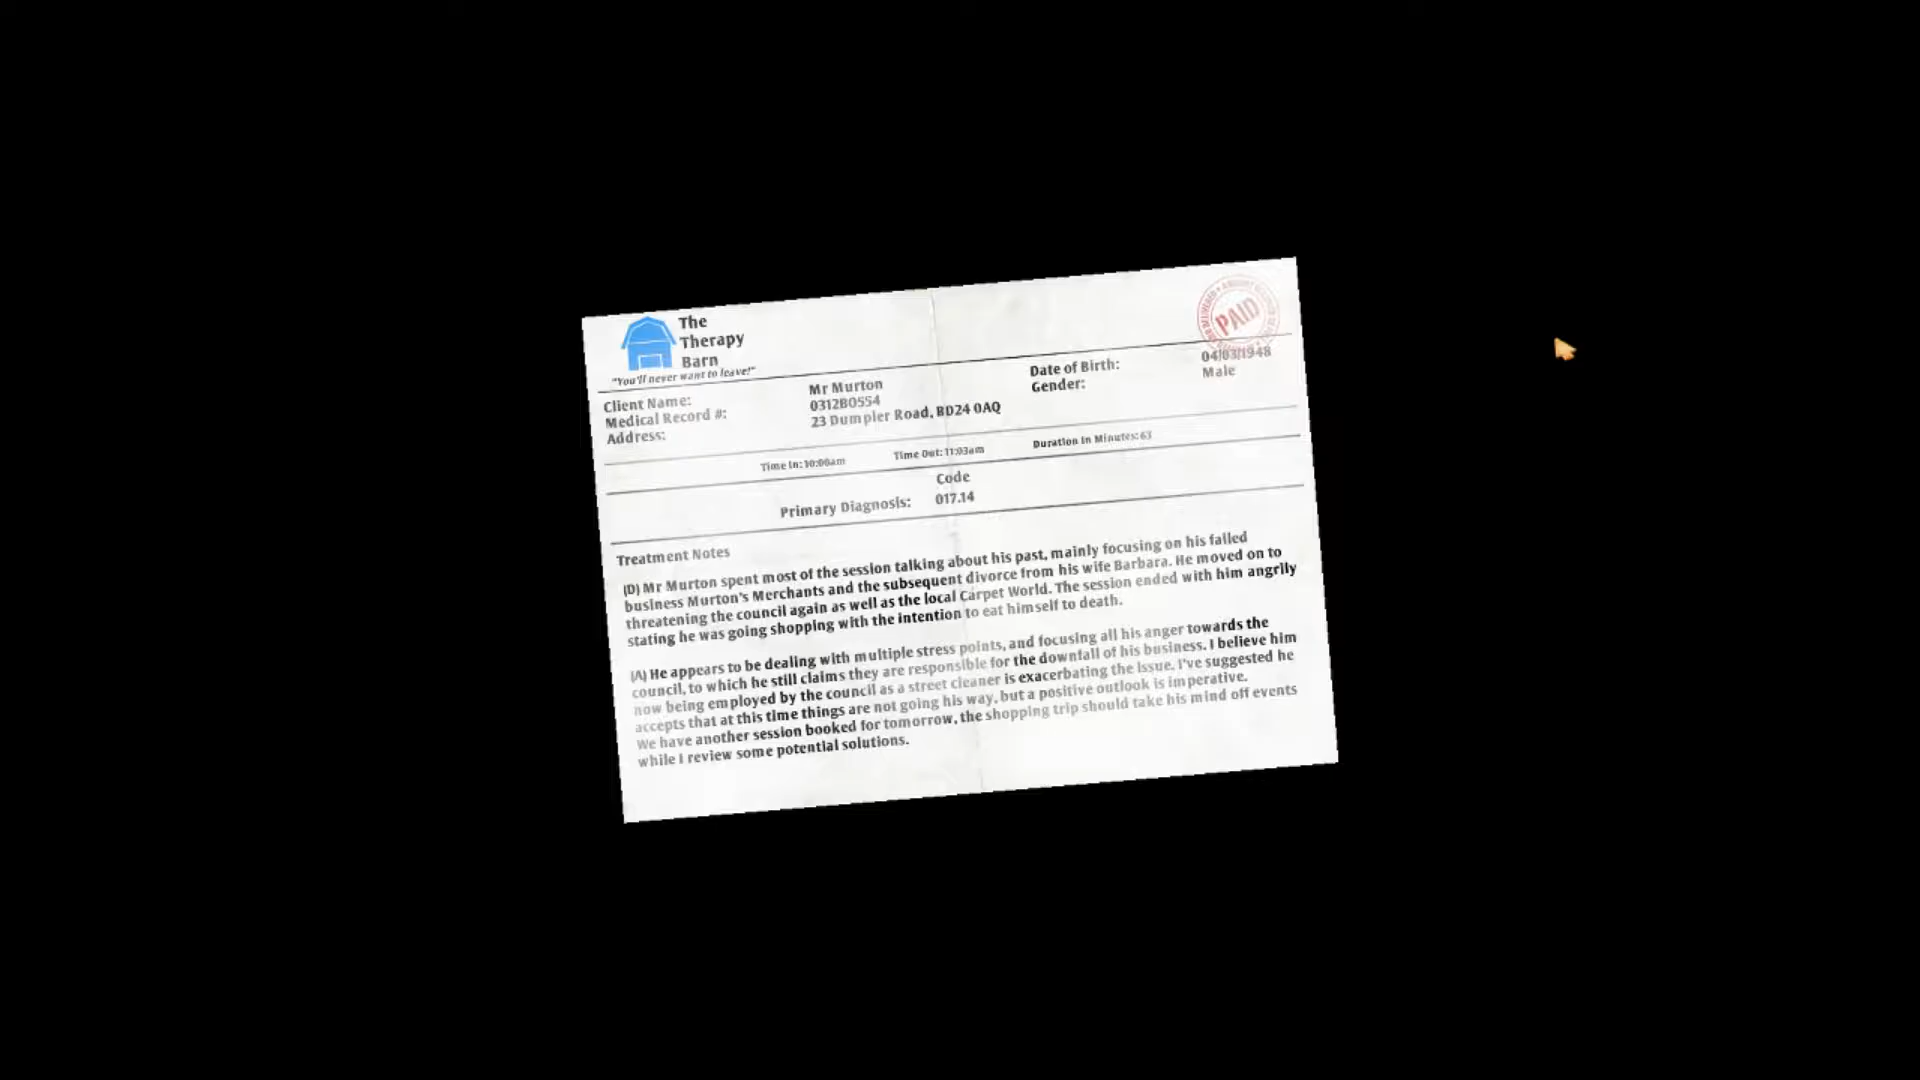 The
Therapy
Barn
"You'll never want to leave!"
PAID
Client Name: Mr Murton Date of Birth: 04/03/1948
Medical Record #: 0312B0554 Gender: Male
Address: 23 Dumpler Road, BD24 0AQ
Time In: 10:00am Time Out: 11:03am Duration In Minutes: 63
Code
Primary Diagnosis: 017.14
Treatment Notes
(D) Mr Murton spent most of the session talking about his past, mainly focusing on his failed
business Murton's Merchants and the subsequent divorce from his wife Barbara. He moved on to
threatening the council again as well as the local Carpet World. The session ended with him angrily
stating he was going shopping with the intention to eat himself to death.
(A) He appears to be dealing with multiple stress points, and focusing all his anger towards the
council, to which he still claims they are responsible for the downfall of his business. I believe him
now being employed by the council as a street cleaner is exacerbating the issue. I've suggested he
accepts that at this time things are not going his way, but a positive outlook is imperative.
We have another session booked for tomorrow, the shopping trip should take his mind off events
while I review some potential solutions.